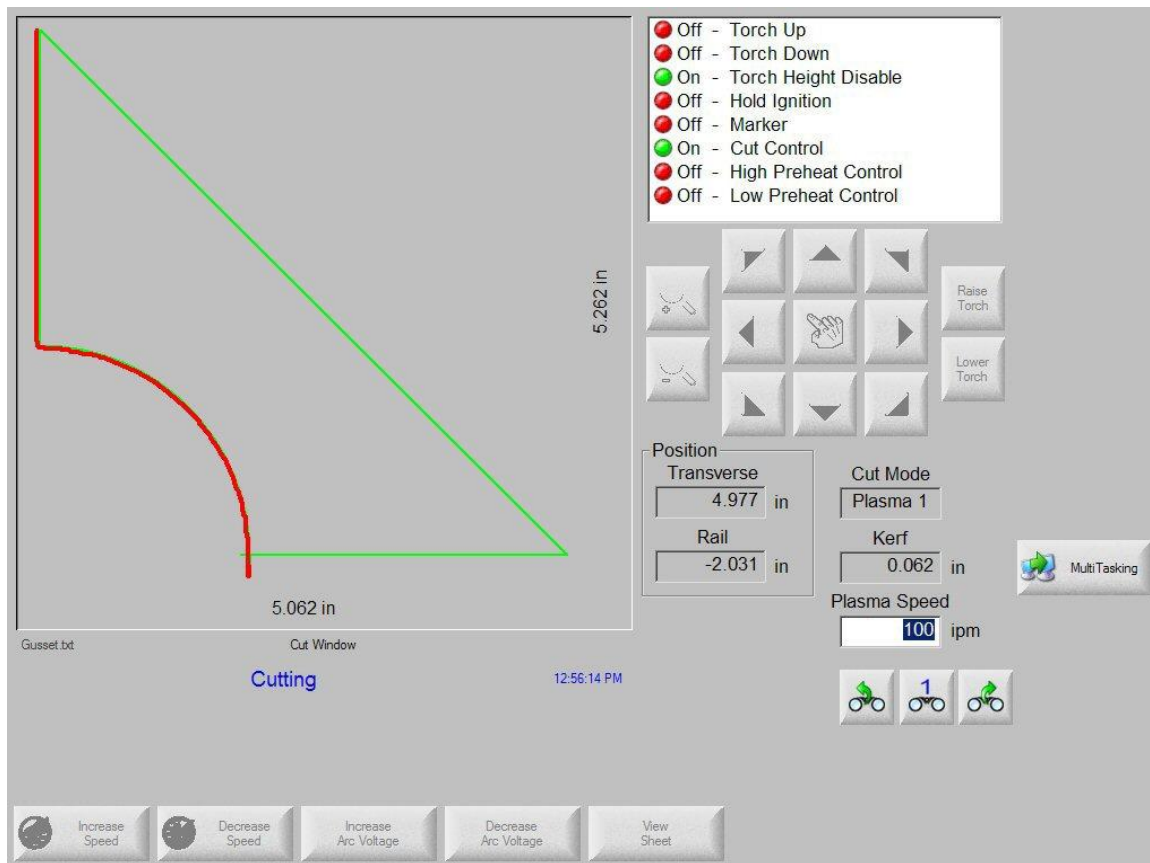 Off - Torch Up
Off - Torch Down
On - Torch Height Disable
Off - Hold Ignition
Off - Marker
On - Cut Control
Off - High Preheat Control
Off - Low Preheat Control
5.262 in
5.062 in
Gusset.txt
Cut Window
Cutting
12:56:14 PM
Raise
Torch
Lower
Torch
Position
Transverse
4.977 in
Rail
-2.031 in
Cut Mode
Plasma 1
Kerf
0.062 in
Plasma Speed
100 ipm
MultiTasking
1
Increase
Speed
Decrease
Speed
Increase
Arc Voltage
Decrease
Arc Voltage
View
Sheet